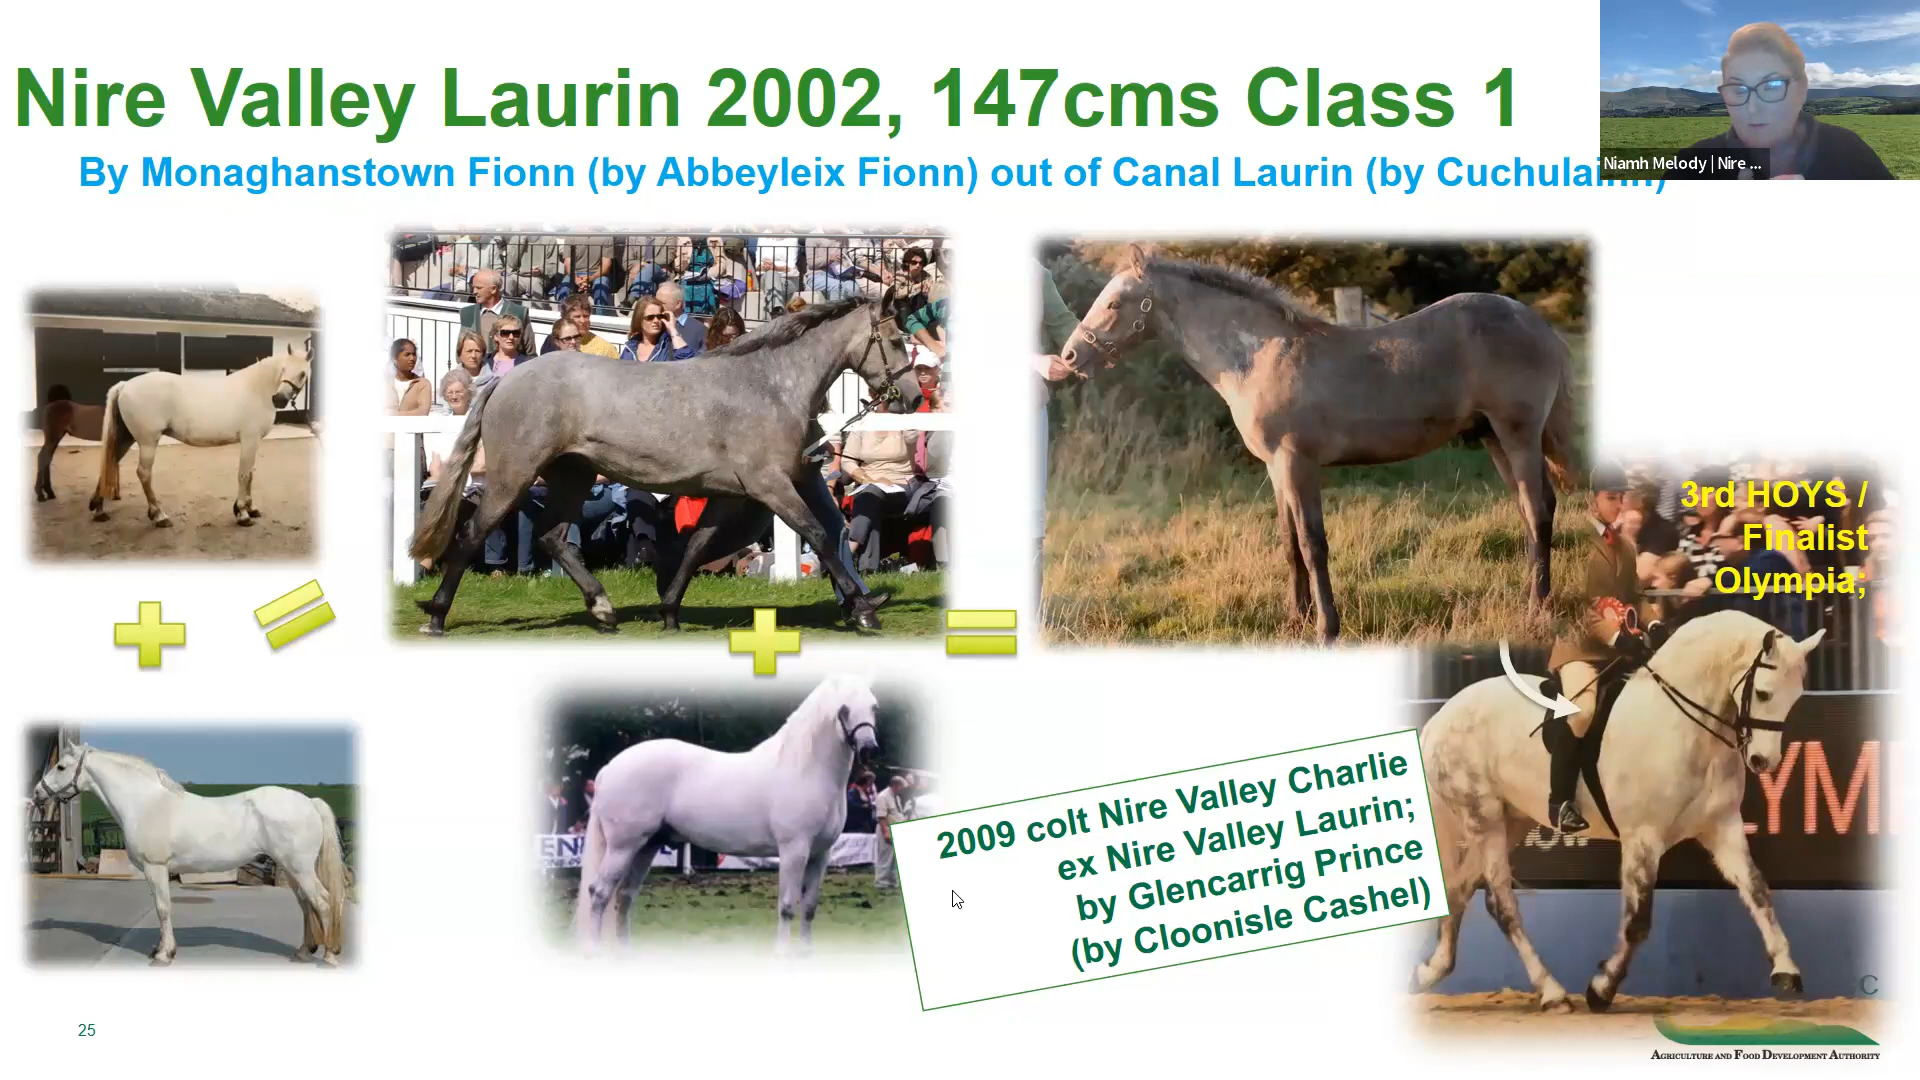 Nire Valley Laurin 2002, 147cms Class 1
By Monaghanstown Fionn (by Abbeyleix Fionn) out of Canal Laurin (by Cuchulainn)
Niamh Melody | Nire ...
3rd HOYS /
Finalist
Olympia;
2009 colt Nire Valley Charlie
ex Nire Valley Laurin;
by Glencarrig Prince
(by Cloonisle Cashel)
YM
25
AGRICULTURE AND FOOD DEVELOPMENT AUTHORITY